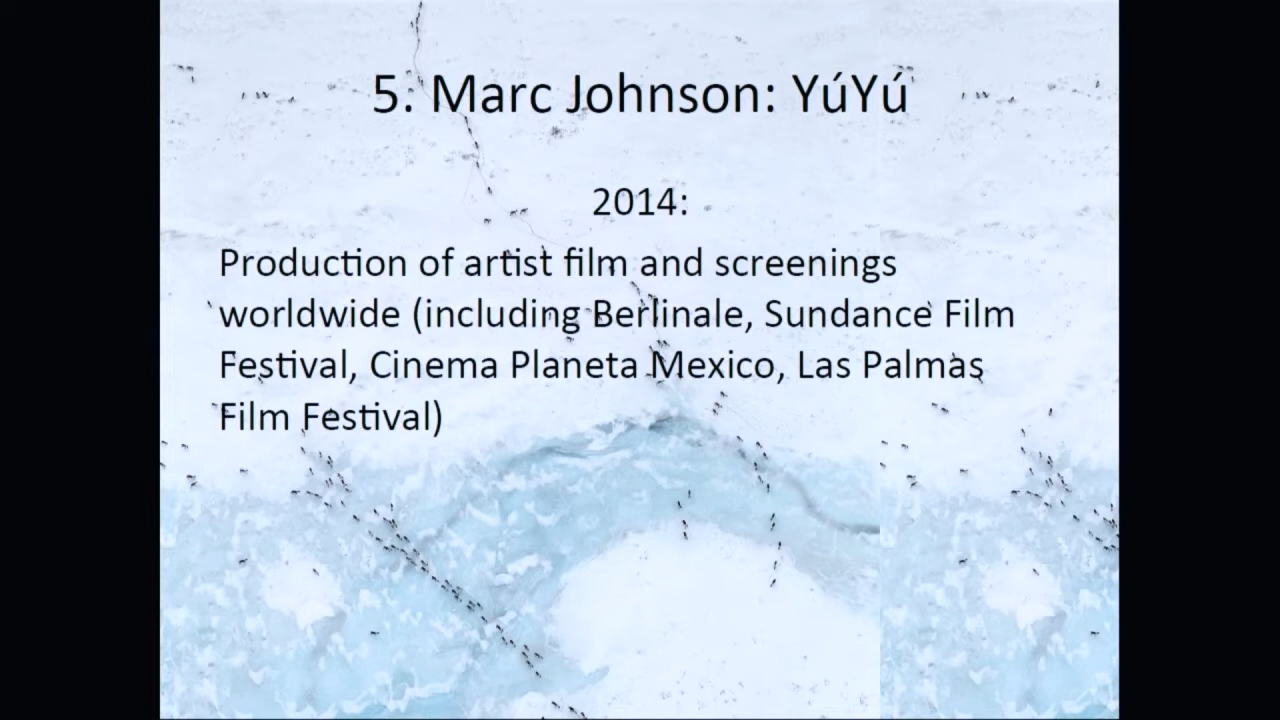 5. Marc Johnson: YúYú
2014:
Production of artist film and screenings
worldwide (including Berlinale, Sundance Film
Festival, Cinema Planeta Mexico, Las Palmas
Film Festival)